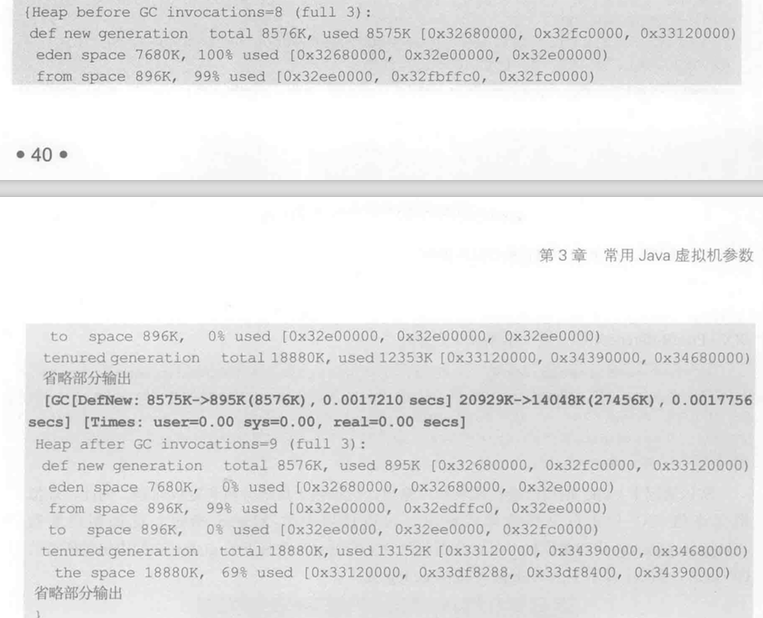 {Heap before GC invocations=8 (full 3):
def new generation total 8576K, used 8575K [0x32680000, 0x32fc0000, 0x33120000)
eden space 7680K, 100% used [0x32680000, 0x32e00000, 0x32e00000)
from space 896K, 99% used [0x32ee0000, 0x32fbffc0, 0x32fc0000)
• 40 •
第 3 章 常用 Java 虚拟机参数
to space 896K, 0% used [0x32e00000, 0x32e00000, 0x32ee0000)
tenured generation total 18880K, used 12353K [0x33120000, 0x34390000, 0x34680000)
省略部分输出
[GC[DefNew: 8575K->895K(8576K), 0.0017210 secs] 20929K->14048K(27456K), 0.0017756
secs] [Times: user=0.00 sys=0.00, real=0.00 secs]
Heap after GC invocations=9 (full 3):
def new generation total 8576K, used 895K [0x32680000, 0x32fc0000, 0x33120000)
eden space 7680K, 0% used [0x32680000, 0x32680000, 0x32e00000)
from space 896K, 99% used [0x32e00000, 0x32edffc0, 0x32ee0000)
to space 896K, 0% used [0x32ee0000, 0x32ee0000, 0x32fc0000)
tenured generation total 18880K, used 13152K [0x33120000, 0x34390000, 0x34680000)
the space 18880K, 69% used [0x33120000, 0x33df8288, 0x33df8400, 0x34390000)
省略部分输出
}